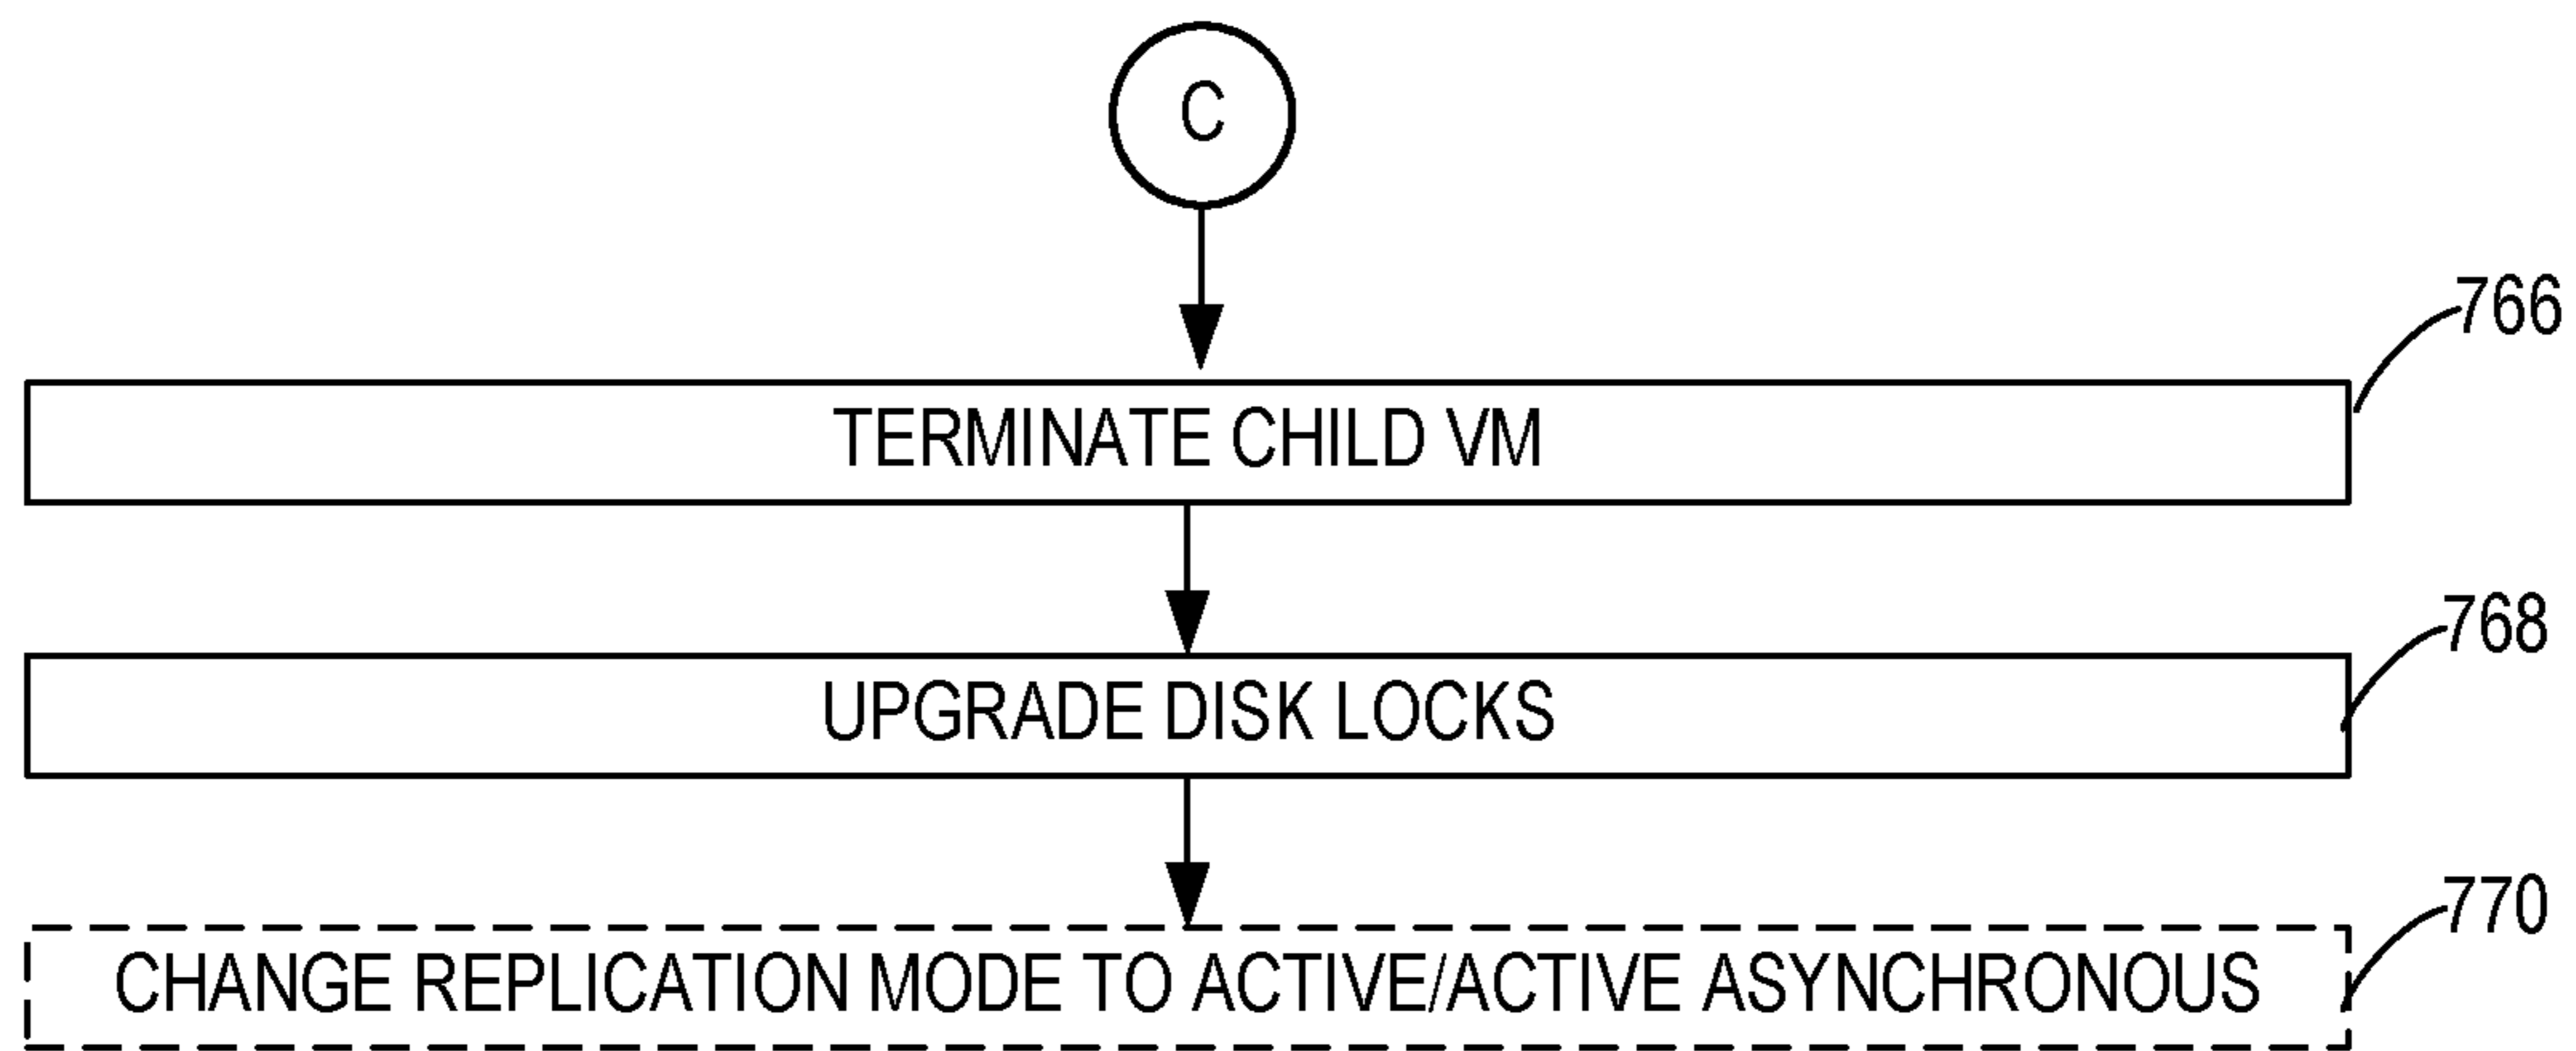 C
766
TERMINATE CHILD VM
768
UPGRADE DISK LOCKS
770
CHANGE REPLICATION MODE TO ACTIVE/ACTIVE ASYNCHRONOUS